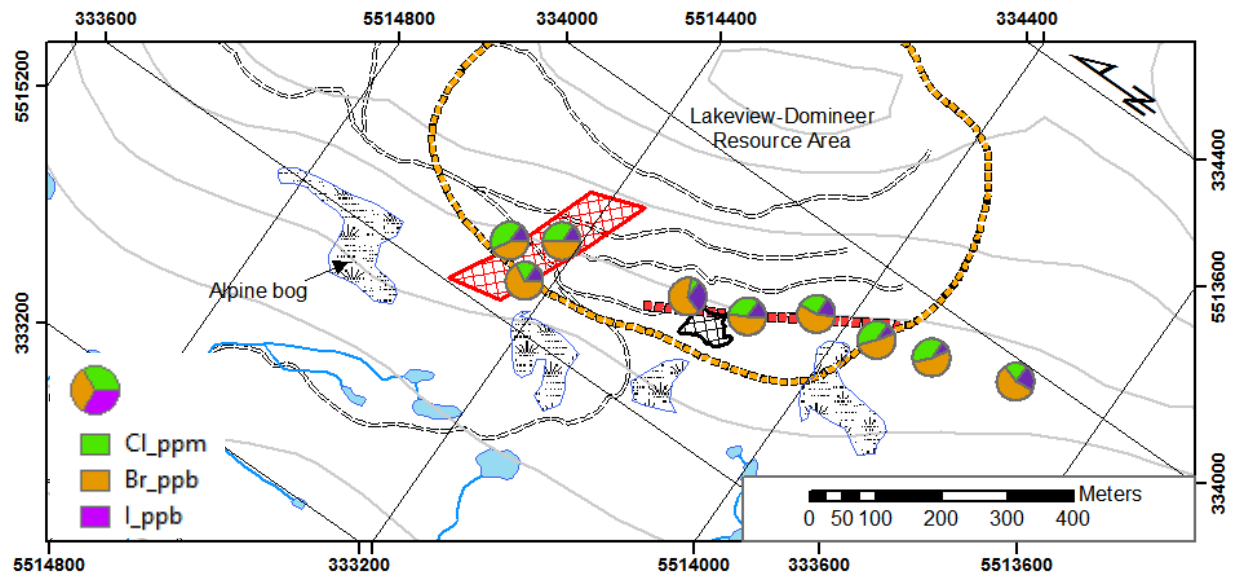 333600
5514800
334000
5514400
334400
5515200
N
Lakeview-Domineer
Resource Area
334400
Alpine bog
5513600
333200
Cl_ppm
Br_ppb
I_ppb
334000
Meters
0 50 100 200 300 400
5514800
333200
5514000
333600
5513600